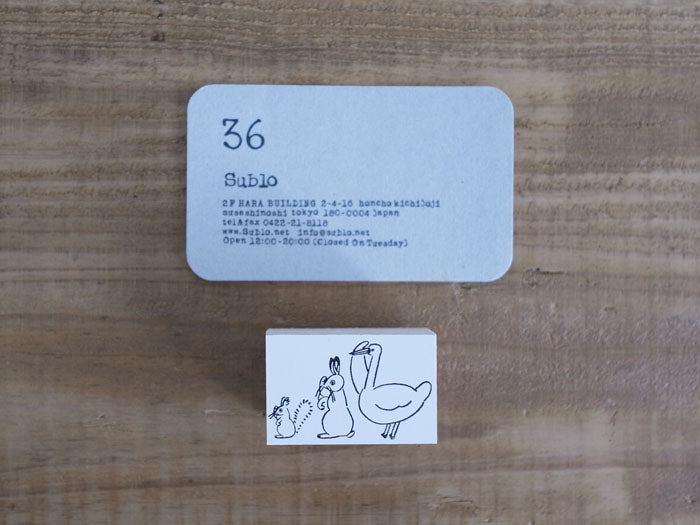 36
Sublo
2F HARA BUILDING 2-4-16 honcho kichijoji
musashinoshi tokyo 180-0004 japan
tel&fax 0422-21-8118
www.Sublo.net info@sublo.net
Open 12:00-20:00 (Closed On Tuesday)